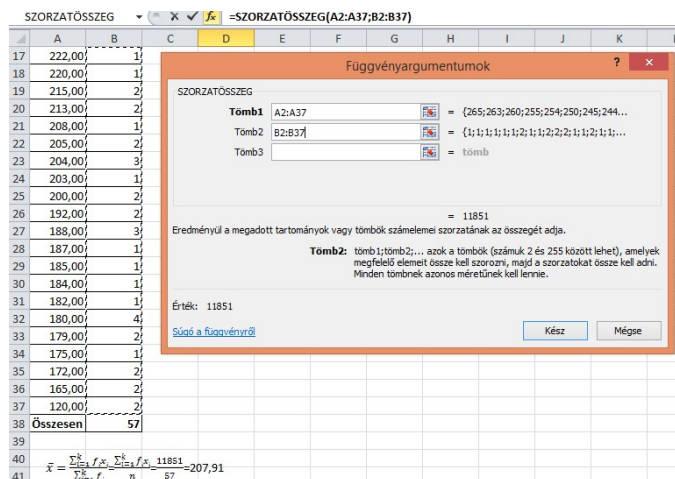 SZORZATÖSSZEG =SZORZATÖSSZEG(A2:A37;B2:B37)
A B C D E F G H I J K
17 222,00 1
18 220,00 1
19 215,00 2
20 213,00 2
21 208,00 1
22 205,00 2
23 204,00 3
24 203,00 1
25 200,00 2
26 192,00 2
27 188,00 3
28 187,00 1
29 185,00 1
30 184,00 1
31 182,00 1
32 180,00 4
33 179,00 2
34 175,00 1
35 172,00 2
36 165,00 2
37 120,00 2
38 Összesen 57
39
40
41
x̄ = Σᵏᵢ₌₁ fᵢxᵢ / Σᵏ fᵢ = Σᵏᵢ₌₁ fᵢxᵢ / n = 11851 / 57 = 207,91
Függvényargumentumok ?
SZORZATÖSSZEG
Tömb1 A2:A37 = {265;263;260;255;254;250;245;244...
Tömb2 B2:B37 = {1;1;1;1;1;1;2;1;1;2;2;2;1;1;2;1;1;...
Tömb3 = tömb
= 11851
Eredményül a megadott tartományok vagy tömbök számelemei szorzatának az összegét adja.
Tömb2: tömb1;tömb2;... azok a tömbök (számuk 2 és 255 között lehet), amelyek
megfelelő elemeit össze kell szorozni, majd a szorzatokat össze kell adni.
Minden tömbnek azonos méretűnek kell lennie.
Érték: 11851
Súgó a függvényről Kész Mégse